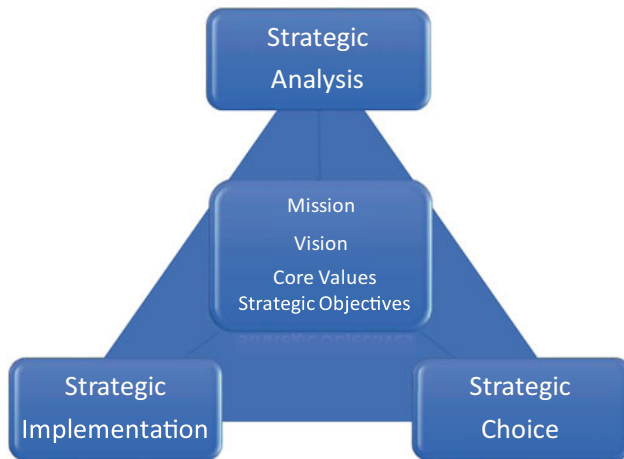 Strategic
Analysis
Mission
Vision
Core Values
Strategic Objectives
Strategic
Implementation
Strategic
Choice